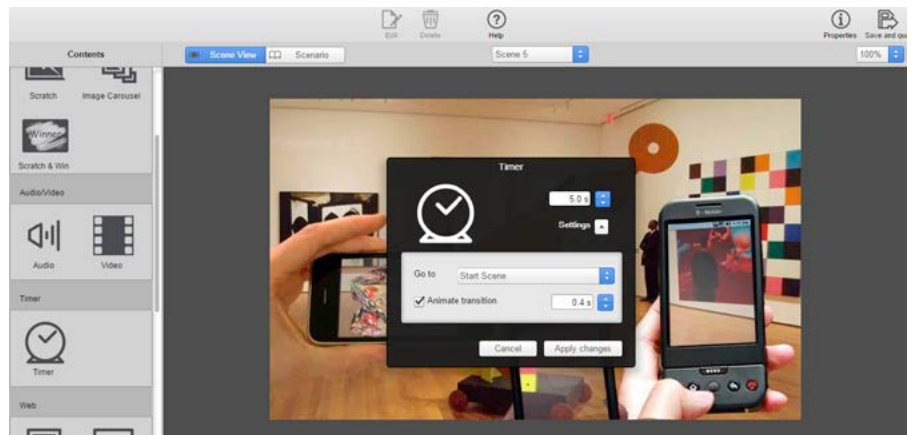 Edit
Delete
Help
Properties
Save and qu
Contents
Scene View
Scenario
Scene 5
100%
Scratch
Image Carousel
Winner
Scratch & Win
Audio/Video
Audio
Video
Timer
Timer
Web
Timer
5.0 s
Settings
Go to
Start Scene
Animate transition
0.4 s
Cancel
Apply changes